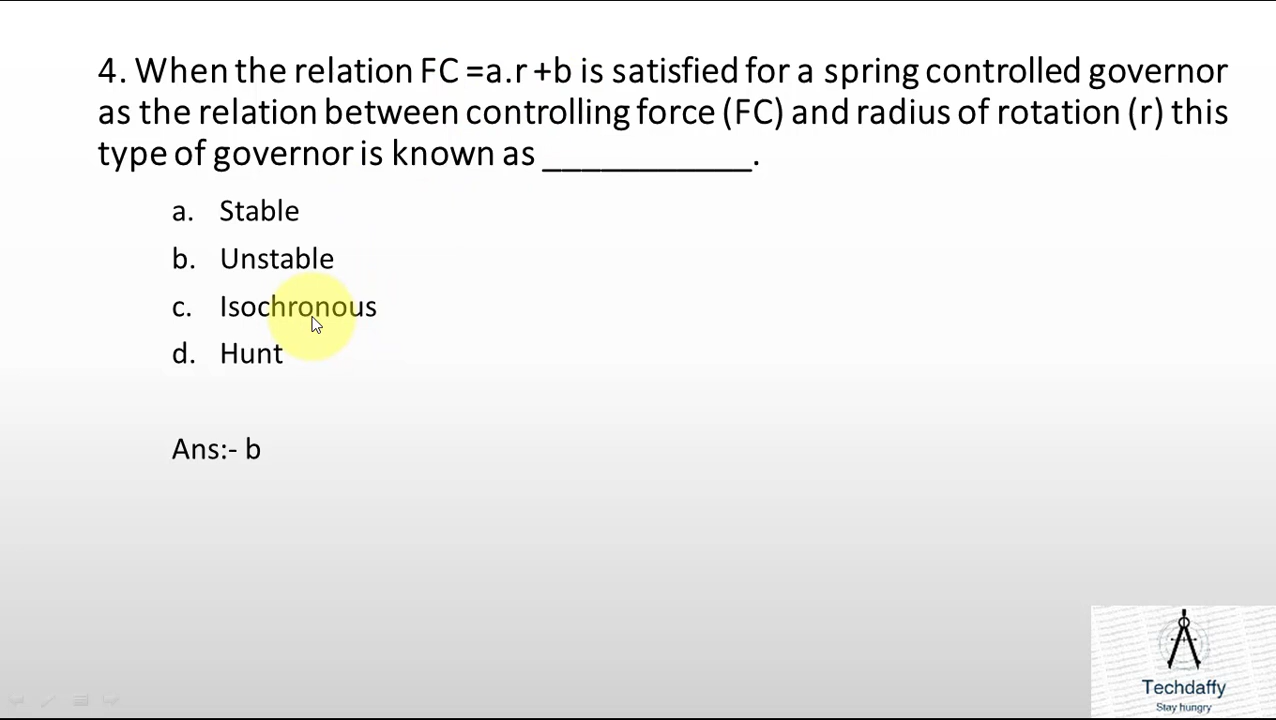 4. When the relation FC =a.r +b is satisfied for a spring controlled governor
as the relation between controlling force (FC) and radius of rotation (r) this
type of governor is known as ___________.
a. Stable
b. Unstable
c. Isochronous
d. Hunt
Ans:- b
Techdaffy
Stay hungry